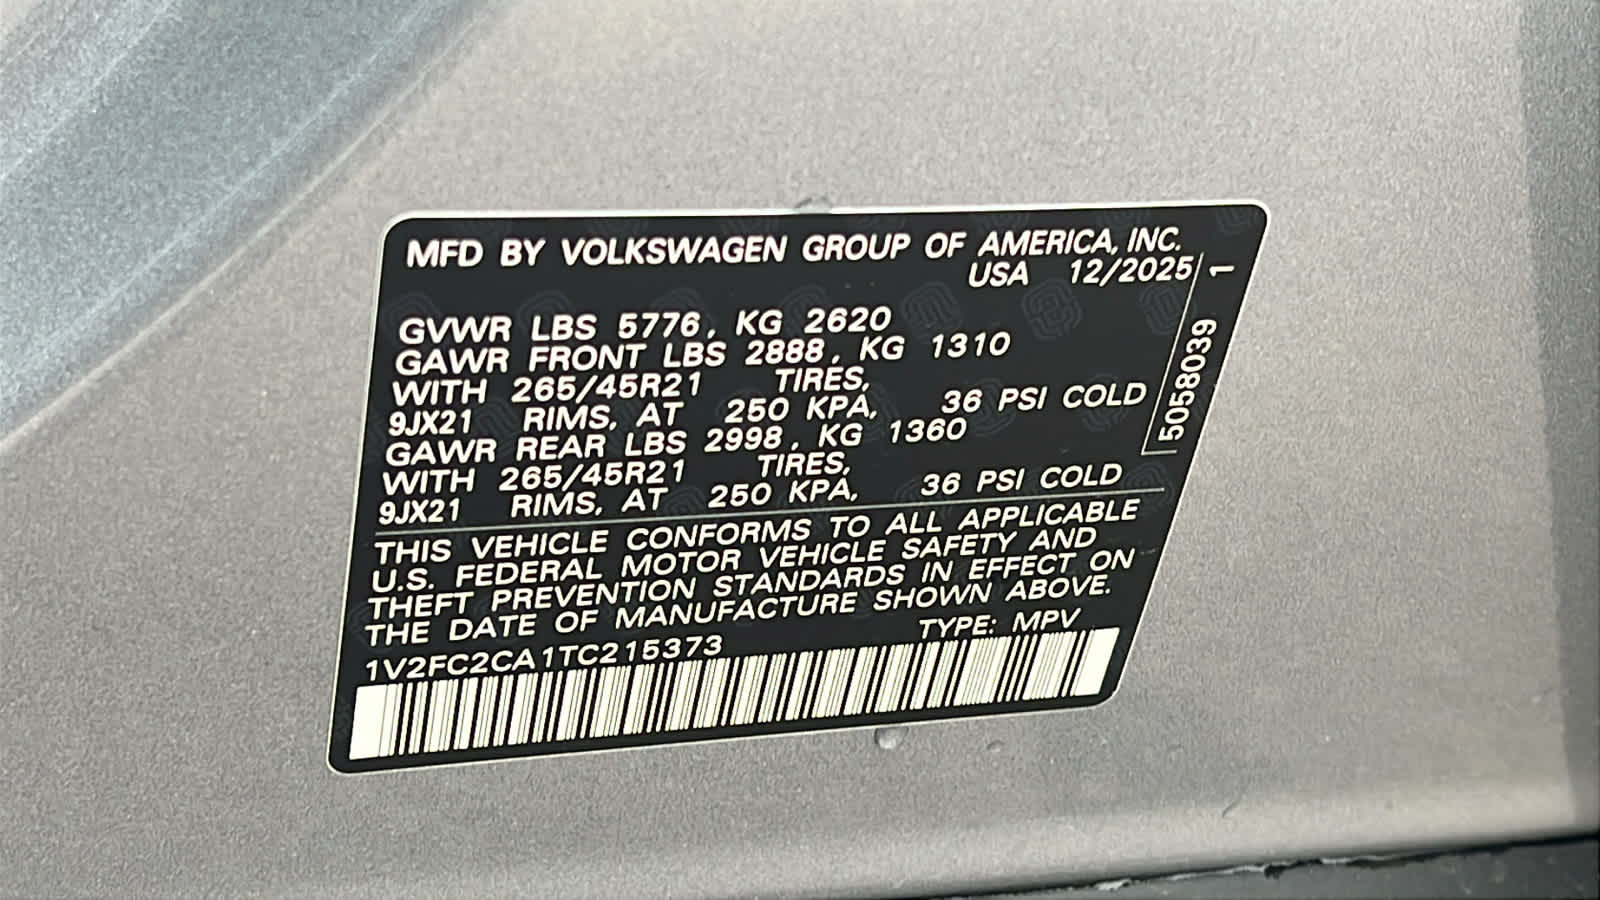 MFD BY VOLKSWAGEN GROUP OF AMERICA, INC.
USA 12/2025
GVWR LBS 5776, KG 2620
GAWR FRONT LBS 2888, KG 1310
WITH 265/45R21 TIRES,
9JX21 RIMS, AT 250 KPA, 36 PSI COLD
GAWR REAR LBS 2998, KG 1360
WITH 265/45R21 TIRES,
9JX21 RIMS, AT 250 KPA, 36 PSI COLD
THIS VEHICLE CONFORMS TO ALL APPLICABLE
U.S. FEDERAL MOTOR VEHICLE SAFETY AND
THEFT PREVENTION STANDARDS IN EFFECT ON
THE DATE OF MANUFACTURE SHOWN ABOVE.
1V2FC2CA1TC215373 TYPE: MPV
5058039 1